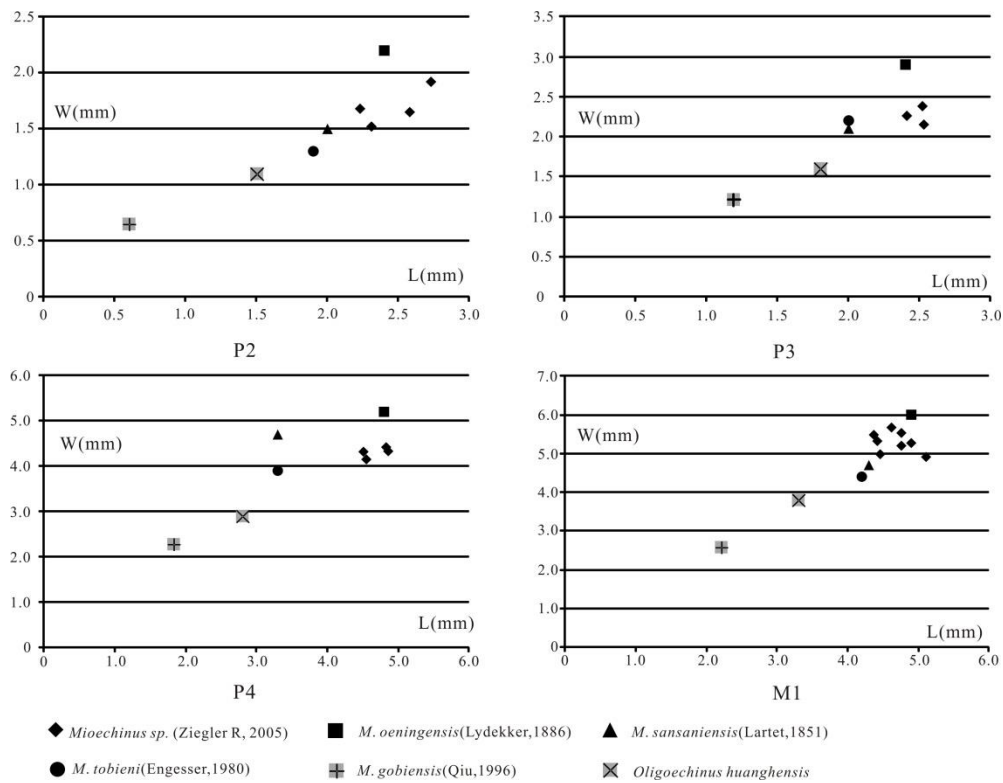 2.5
2.0
W(mm)
1.5
1.0
0.5
L(mm)
0
0 0.5 1.0 1.5 2.0 2.5 3.0
P2
3.5
3.0
2.5
W(mm)
2.0
1.5
1.0
0.5
L(mm)
0
0 0.5 1.0 1.5 2.0 2.5 3.0
P3
6.0
5.0
W(mm)
4.0
3.0
2.0
1.0
L(mm)
0
0 1.0 2.0 3.0 4.0 5.0 6.0
P4
7.0
6.0
W(mm)
5.0
4.0
3.0
2.0
1.0
L(mm)
0
0 1.0 2.0 3.0 4.0 5.0 6.0
M1
Mioechinus sp. (Ziegler R, 2005) M. oeningensis(Lydekker,1886) M. sansaniensis(Lartet,1851)
M. tobieni(Engesser,1980) M. gobiensis(Qiu,1996) Oligoechinus huanghensis